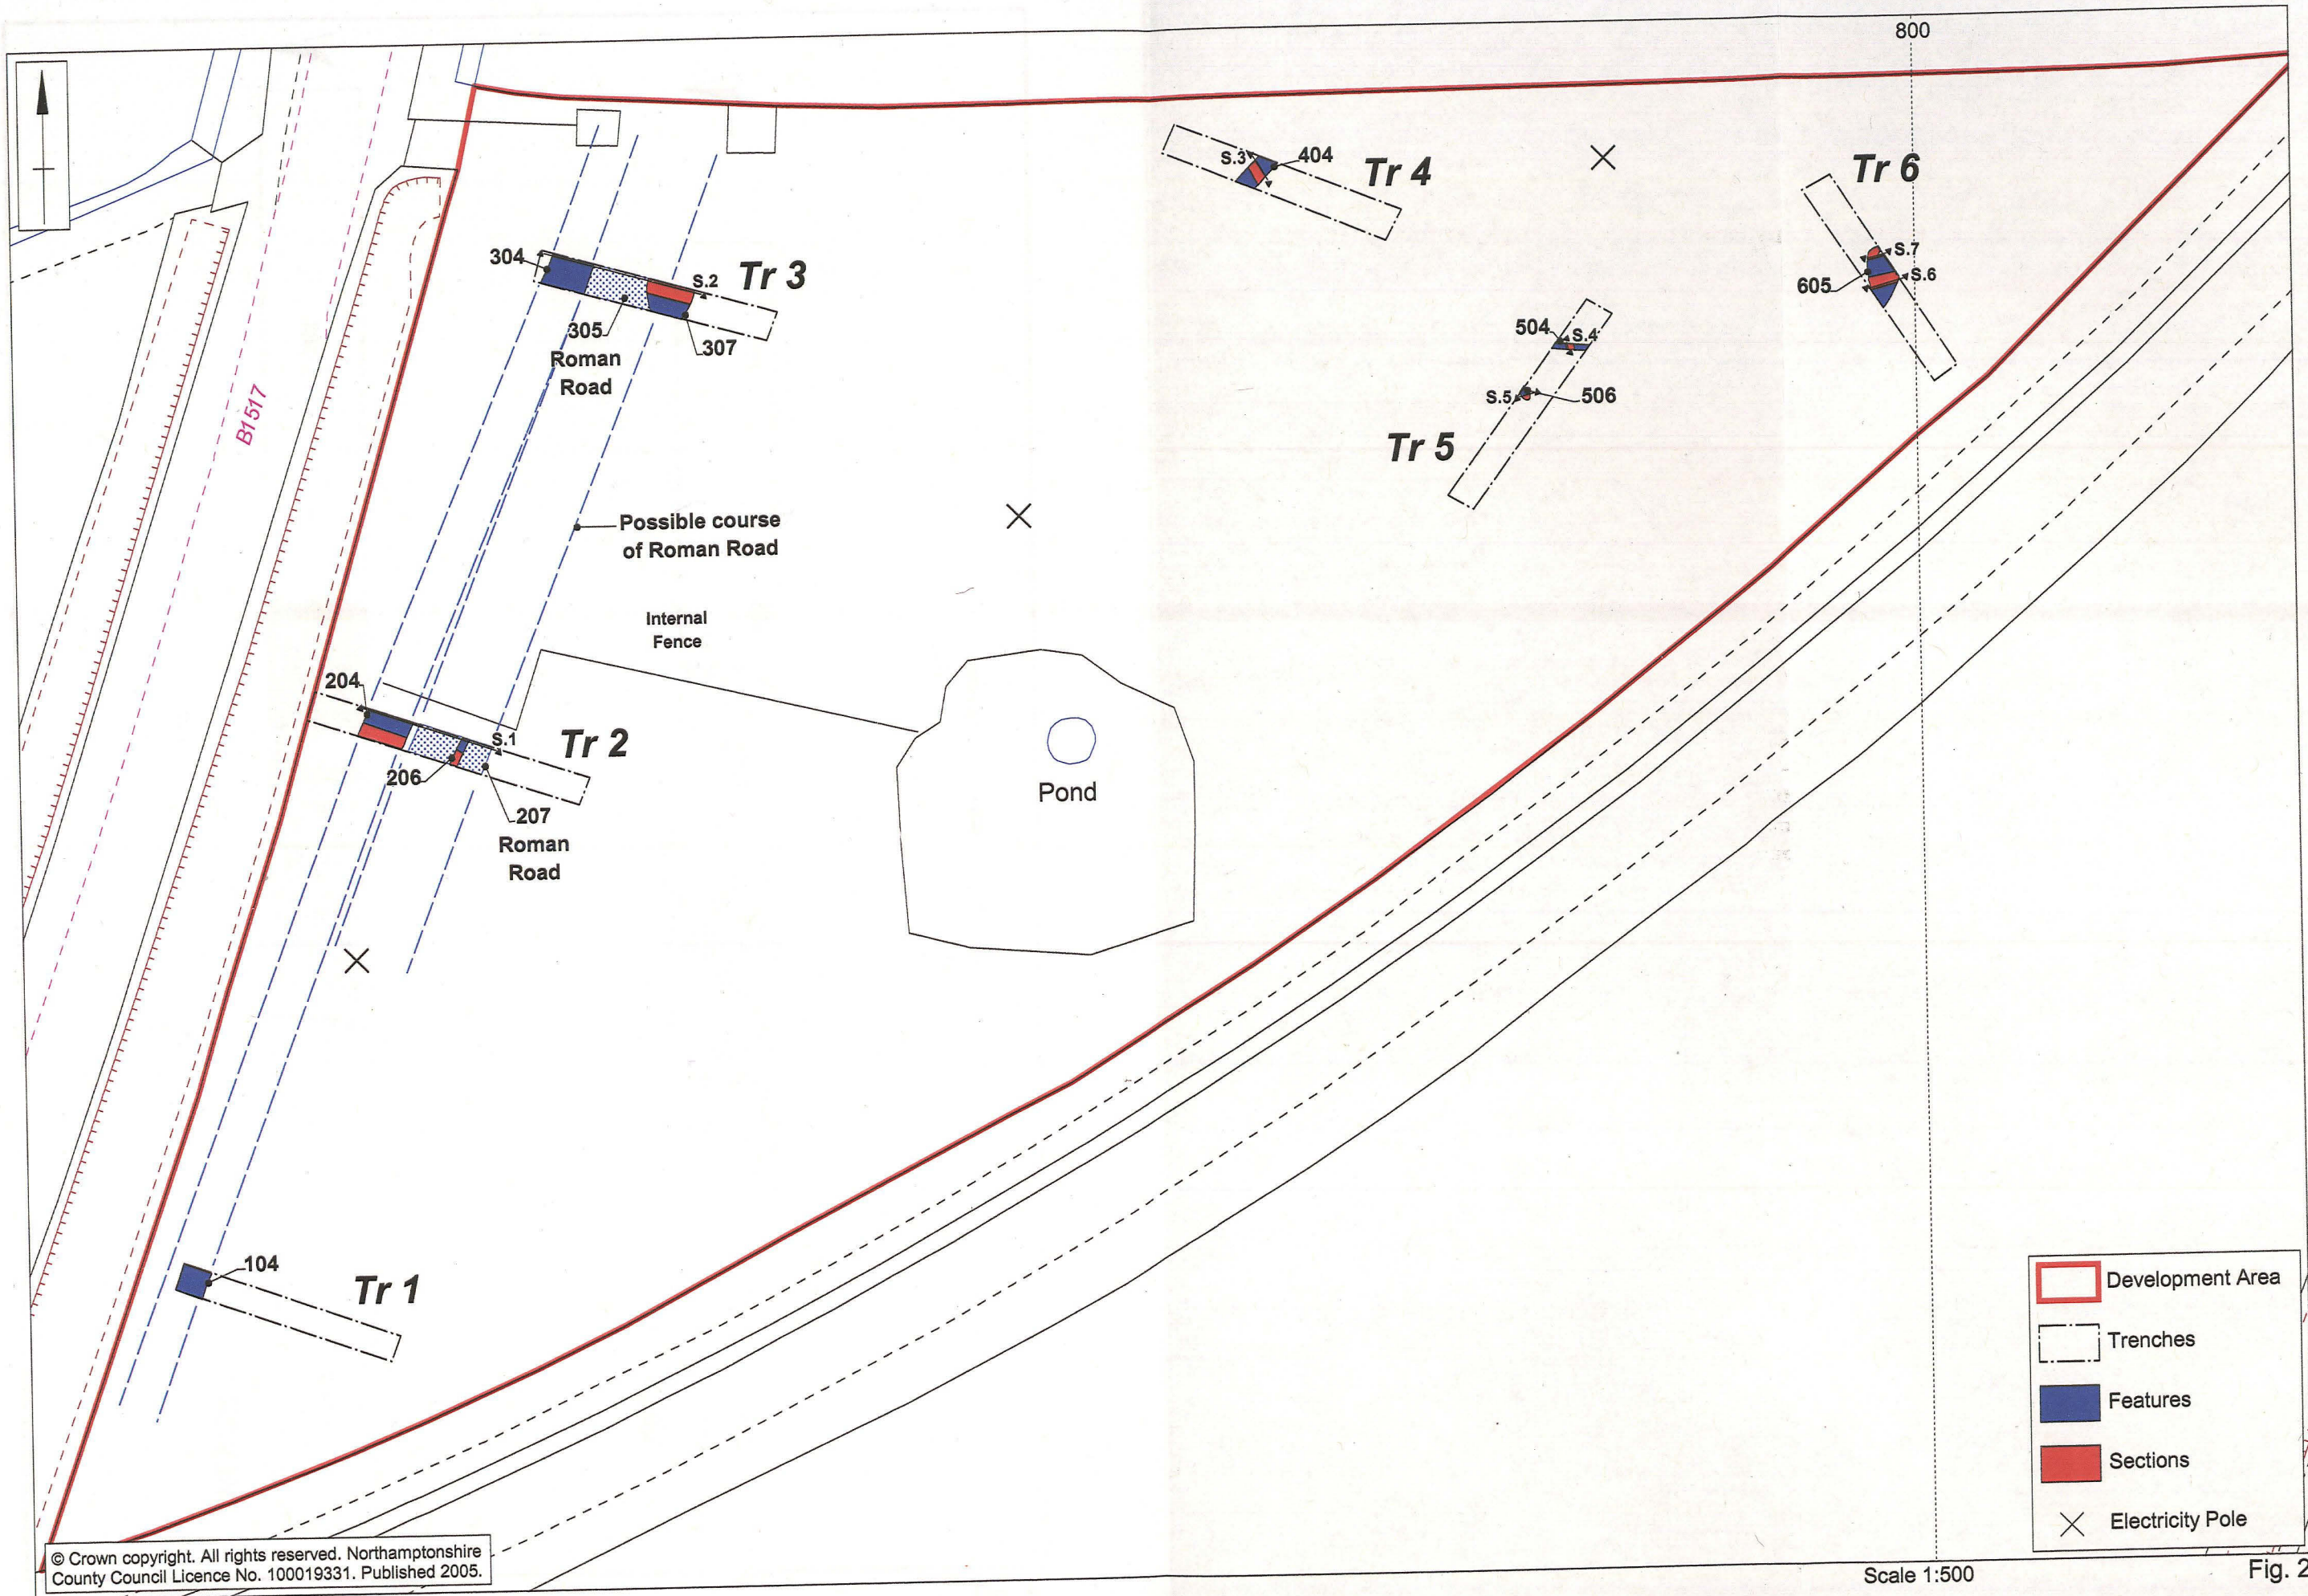 800
S.3
404
Tr 4
Tr 6
S.7
S.6
605
304
S.2
Tr 3
305
Roman
Road
307
504
S.4
S.5
506
Tr 5
B1517
Possible course
of Roman Road
Internal
Fence
204
S.1
Tr 2
206
207
Roman
Road
Pond
104
Tr 1
Development Area
Trenches
Features
Sections
Electricity Pole
© Crown copyright. All rights reserved. Northamptonshire
County Council Licence No. 100019331. Published 2005.
Scale 1:500
Fig. 2